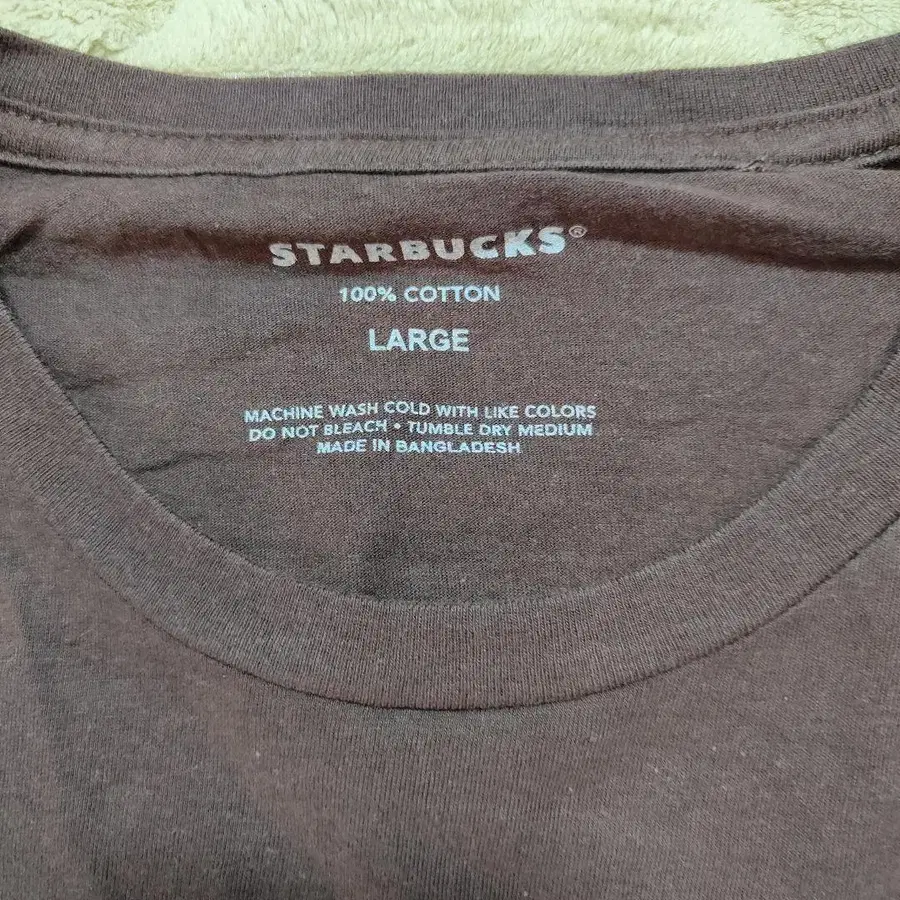 STARBUCKS®
100% COTTON
LARGE
MACHINE WASH COLD WITH LIKE COLORS
DO NOT BLEACH • TUMBLE DRY MEDIUM
MADE IN BANGLADESH